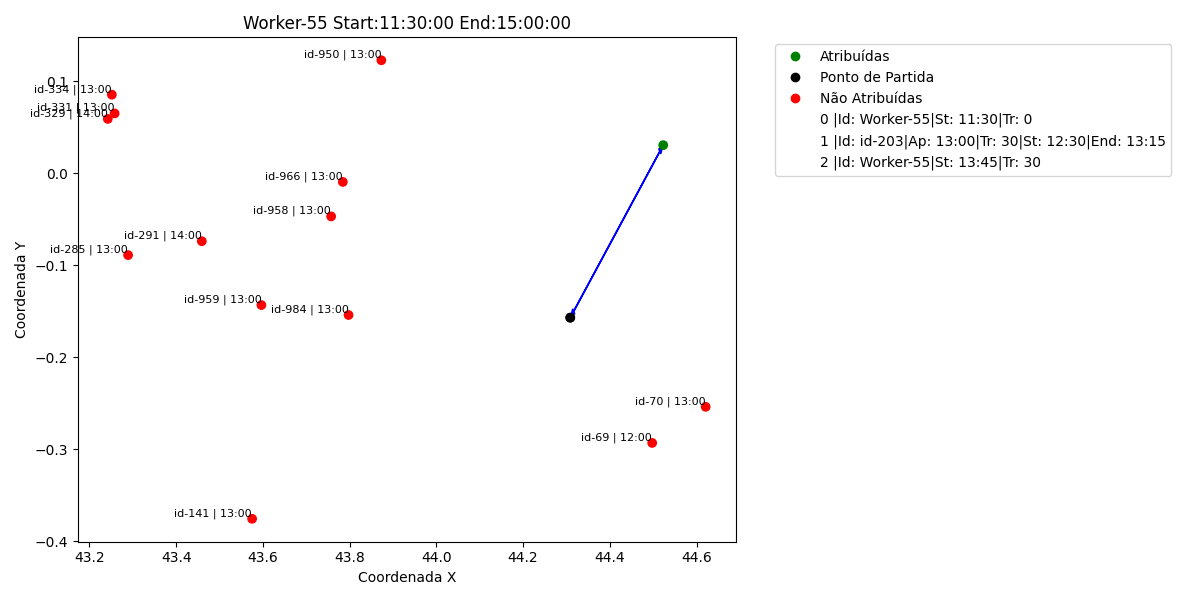 Worker-55 Start:11:30:00 End:15:00:00
id-950 | 13:00
id-334 | 13:00
id-331 | 13:00
id-329 | 14:00
id-966 | 13:00
id-958 | 13:00
id-291 | 14:00
id-285 | 13:00
id-959 | 13:00
id-984 | 13:00
id-70 | 13:00
id-69 | 12:00
id-141 | 13:00
0.1
0.0
−0.1
−0.2
−0.3
−0.4
Coordenada Y
43.2 43.4 43.6 43.8 44.0 44.2 44.4 44.6
Coordenada X
Atribuídas
Ponto de Partida
Não Atribuídas
0 |Id: Worker-55|St: 11:30|Tr: 0
1 |Id: id-203|Ap: 13:00|Tr: 30|St: 12:30|End: 13:15
2 |Id: Worker-55|St: 13:45|Tr: 30